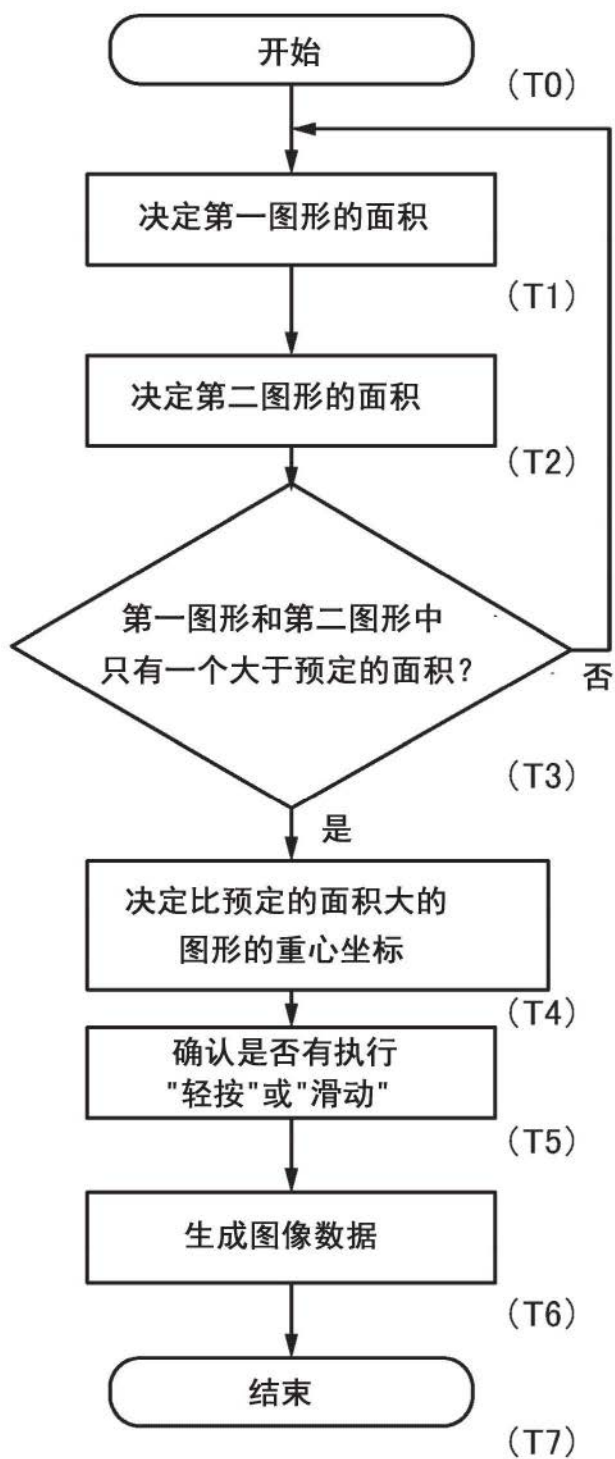 开始
(T0)
决定第一图形的面积
(T1)
决定第二图形的面积
(T2)
第一图形和第二图形中
只有一个大于预定的面积?
否
(T3)
是
决定比预定的面积大的
图形的重心坐标
(T4)
确认是否有执行
"轻按"或"滑动"
(T5)
生成图像数据
(T6)
结束
(T7)